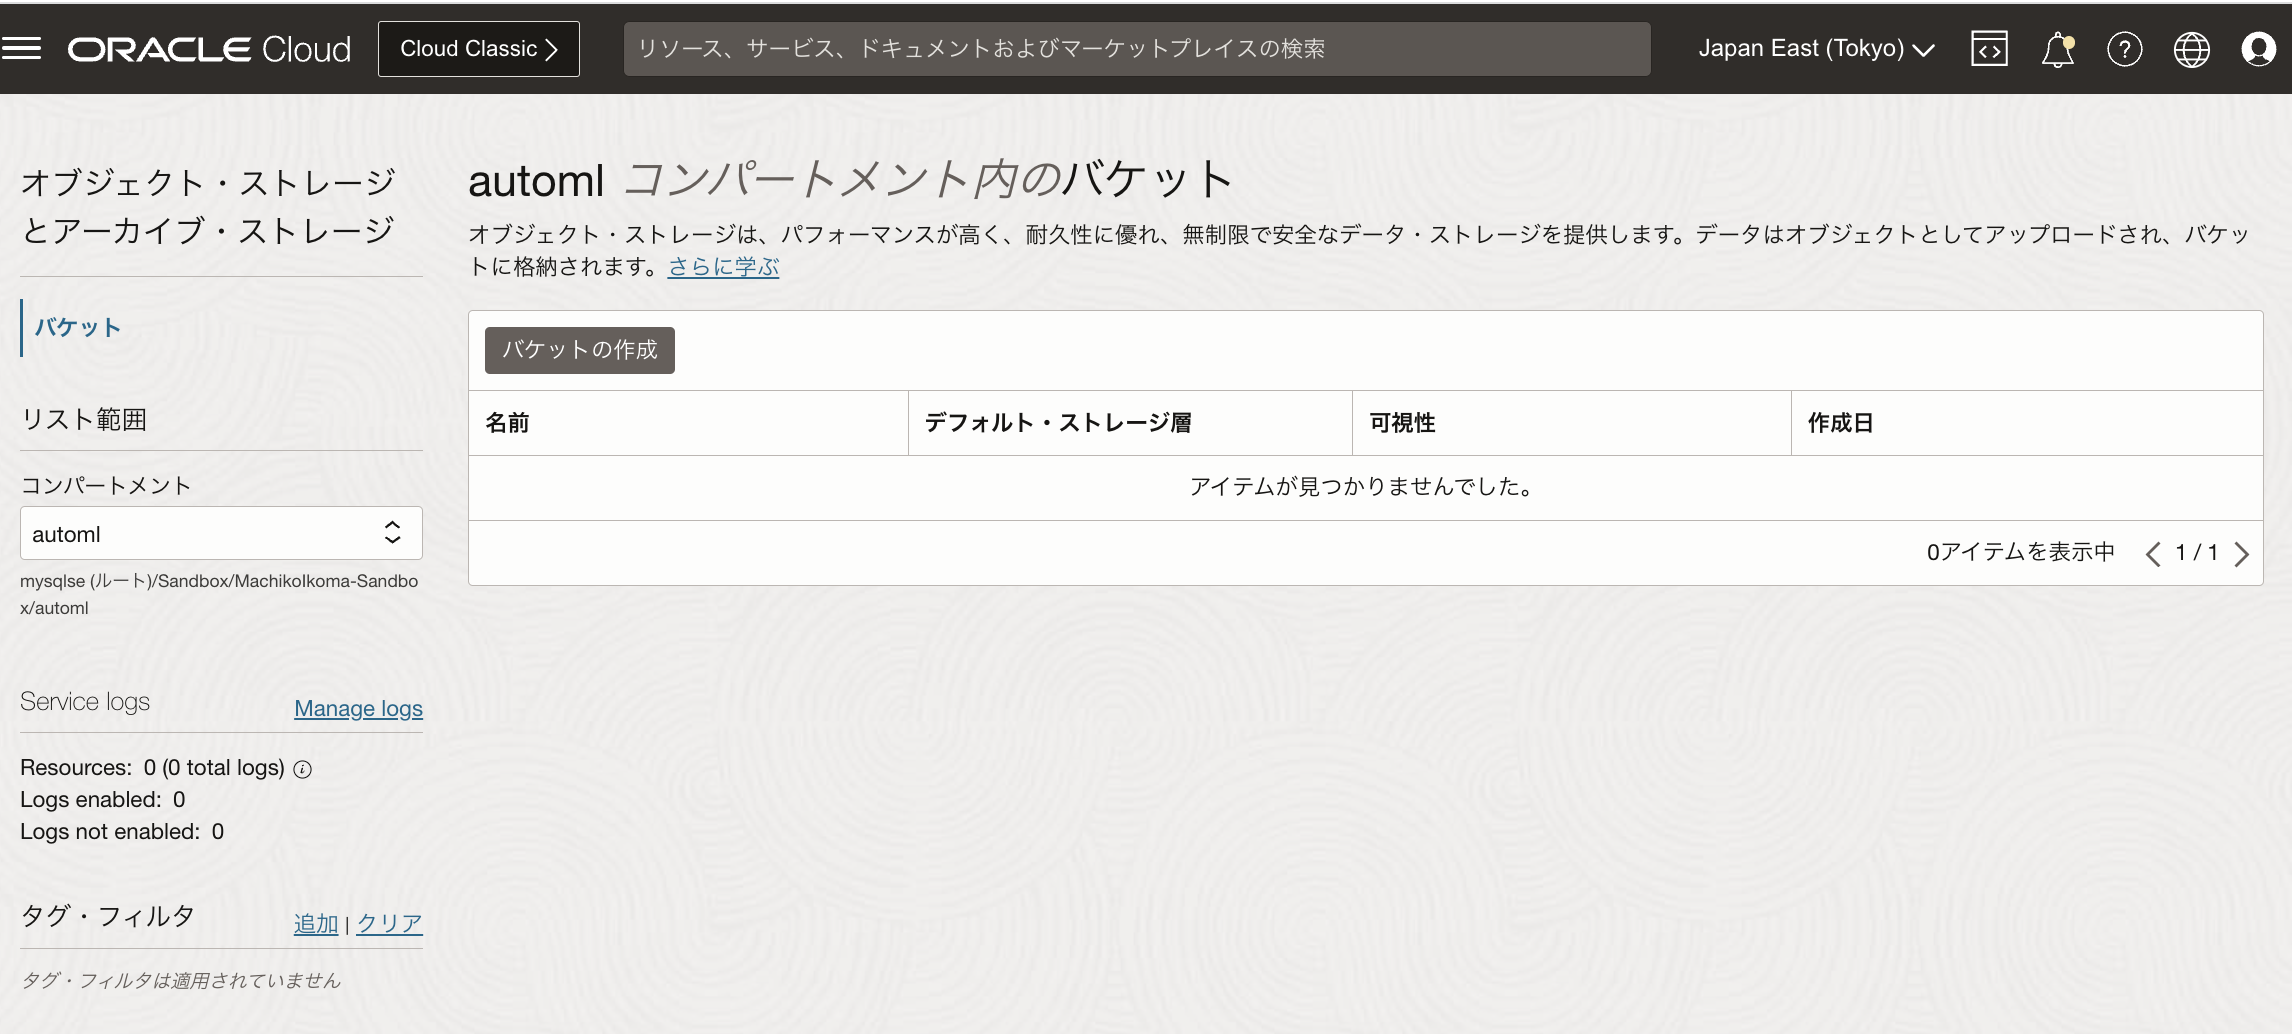 ORACLE Cloud
Cloud Classic
リソース、サービス、ドキュメントおよびマーケットプレイスの検索
Japan East (Tokyo)
オブジェクト・ストレージ
とアーカイブ・ストレージ
バケット
リスト範囲
コンパートメント
automl
mysqlse (ルート)/Sandbox/MachikoIkoma-Sandbo
x/automl
Service logs
Manage logs
Resources: 0 (0 total logs)
Logs enabled: 0
Logs not enabled: 0
タグ・フィルタ
追加 | クリア
タグ・フィルタは適用されていません
automl コンパートメント内のバケット
オブジェクト・ストレージは、パフォーマンスが高く、耐久性に優れ、無制限で安全なデータ・ストレージを提供します。データはオブジェクトとしてアップロードされ、バケッ
トに格納されます。さらに学ぶ
バケットの作成
名前
デフォルト・ストレージ層
可視性
作成日
アイテムが見つかりませんでした。
0アイテムを表示中
1 / 1